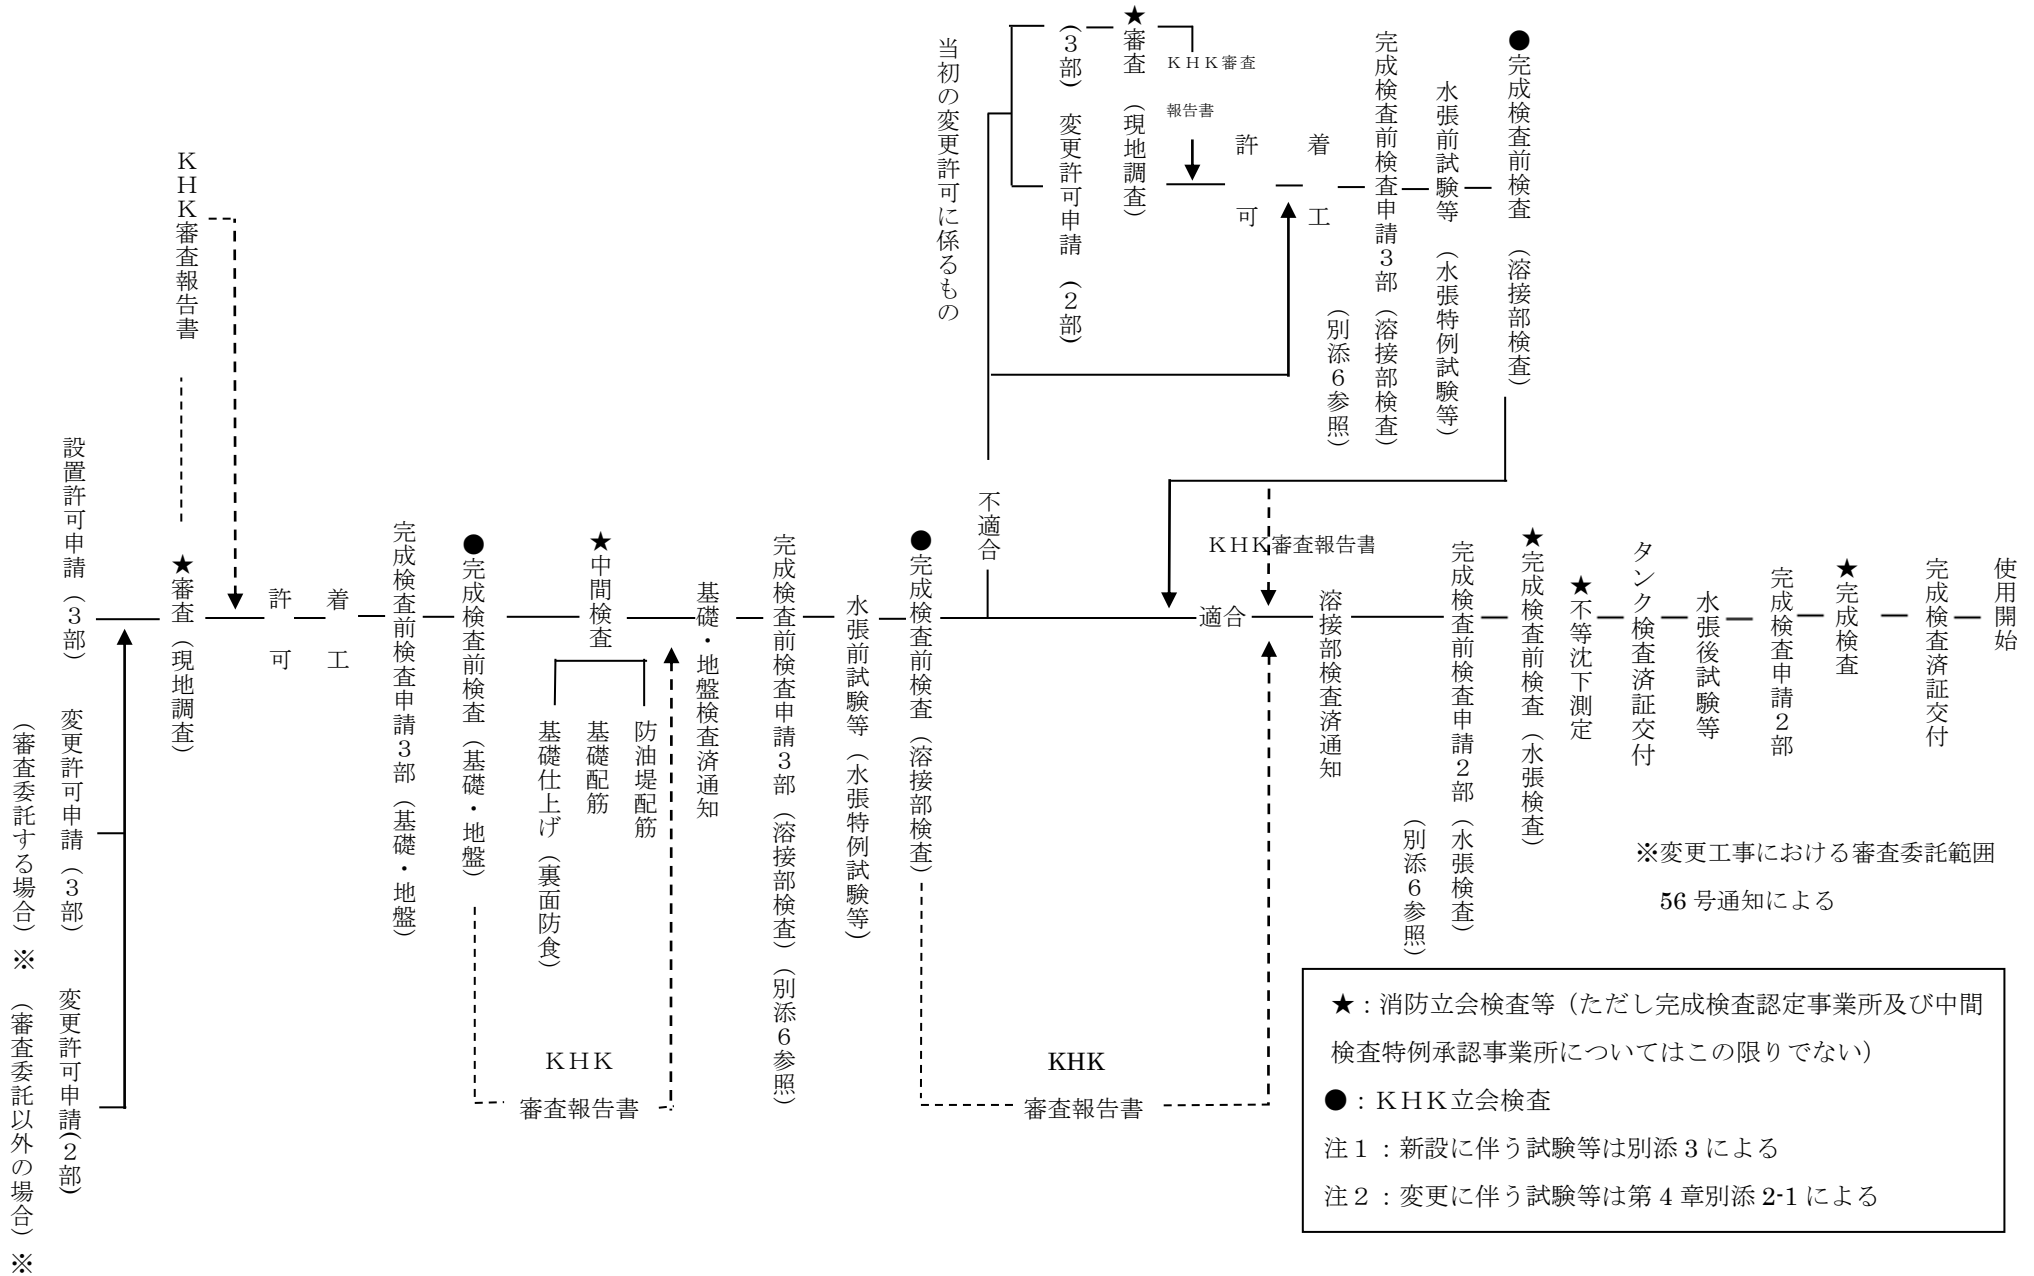 設置許可申請（３部）
変更許可申請（３部）
（審査委託する場合）※
変更許可申請(２部)
（審査委託以外の場合）※
ＫＨＫ審査報告書
★審査（現地調査）
許可
着工
完成検査前検査申請３部（基礎・地盤）
●完成検査前検査（基礎・地盤）
★中間検査
基礎仕上げ（裏面防食）
基礎配筋
防油堤配筋
ＫＨＫ
審査報告書
基礎・地盤検査済通知
完成検査前検査申請３部（溶接部検査）（別添６参照）
水張前試験等（水張特例試験等）
●完成検査前検査（溶接部検査）
KHK
審査報告書
不適合
当初の変更許可に係るもの
（３部）変更許可申請（２部）
★審査（現地調査）
ＫＨＫ審査
報告書
許可
着工
完成検査前検査申請３部（溶接部検査）
（別添６参照）
水張前試験等（水張特例試験等）
●完成検査前検査（溶接部検査）
適合
ＫＨＫ審査報告書
溶接部検査済通知
完成検査前検査申請２部（水張検査）
（別添６参照）
★完成検査前検査（水張検査）
★不等沈下測定
タンク検査済証交付
水張後試験等
完成検査申請２部
★完成検査
完成検査済証交付
使用開始
※変更工事における審査委託範囲
56 号通知による
★：消防立会検査等（ただし完成検査認定事業所及び中間
検査特例承認事業所についてはこの限りでない）
●：ＫＨＫ立会検査
注１：新設に伴う試験等は別添 3 による
注２：変更に伴う試験等は第 4 章別添 2-1 による